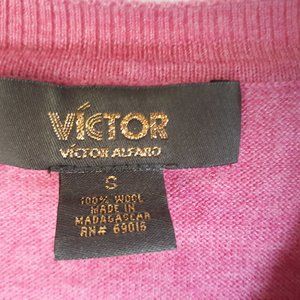 VÍCTOR
VÍCTOR ALFARO
S
100% WOOL
MADE IN
MADAGASCAR
RN# 69016